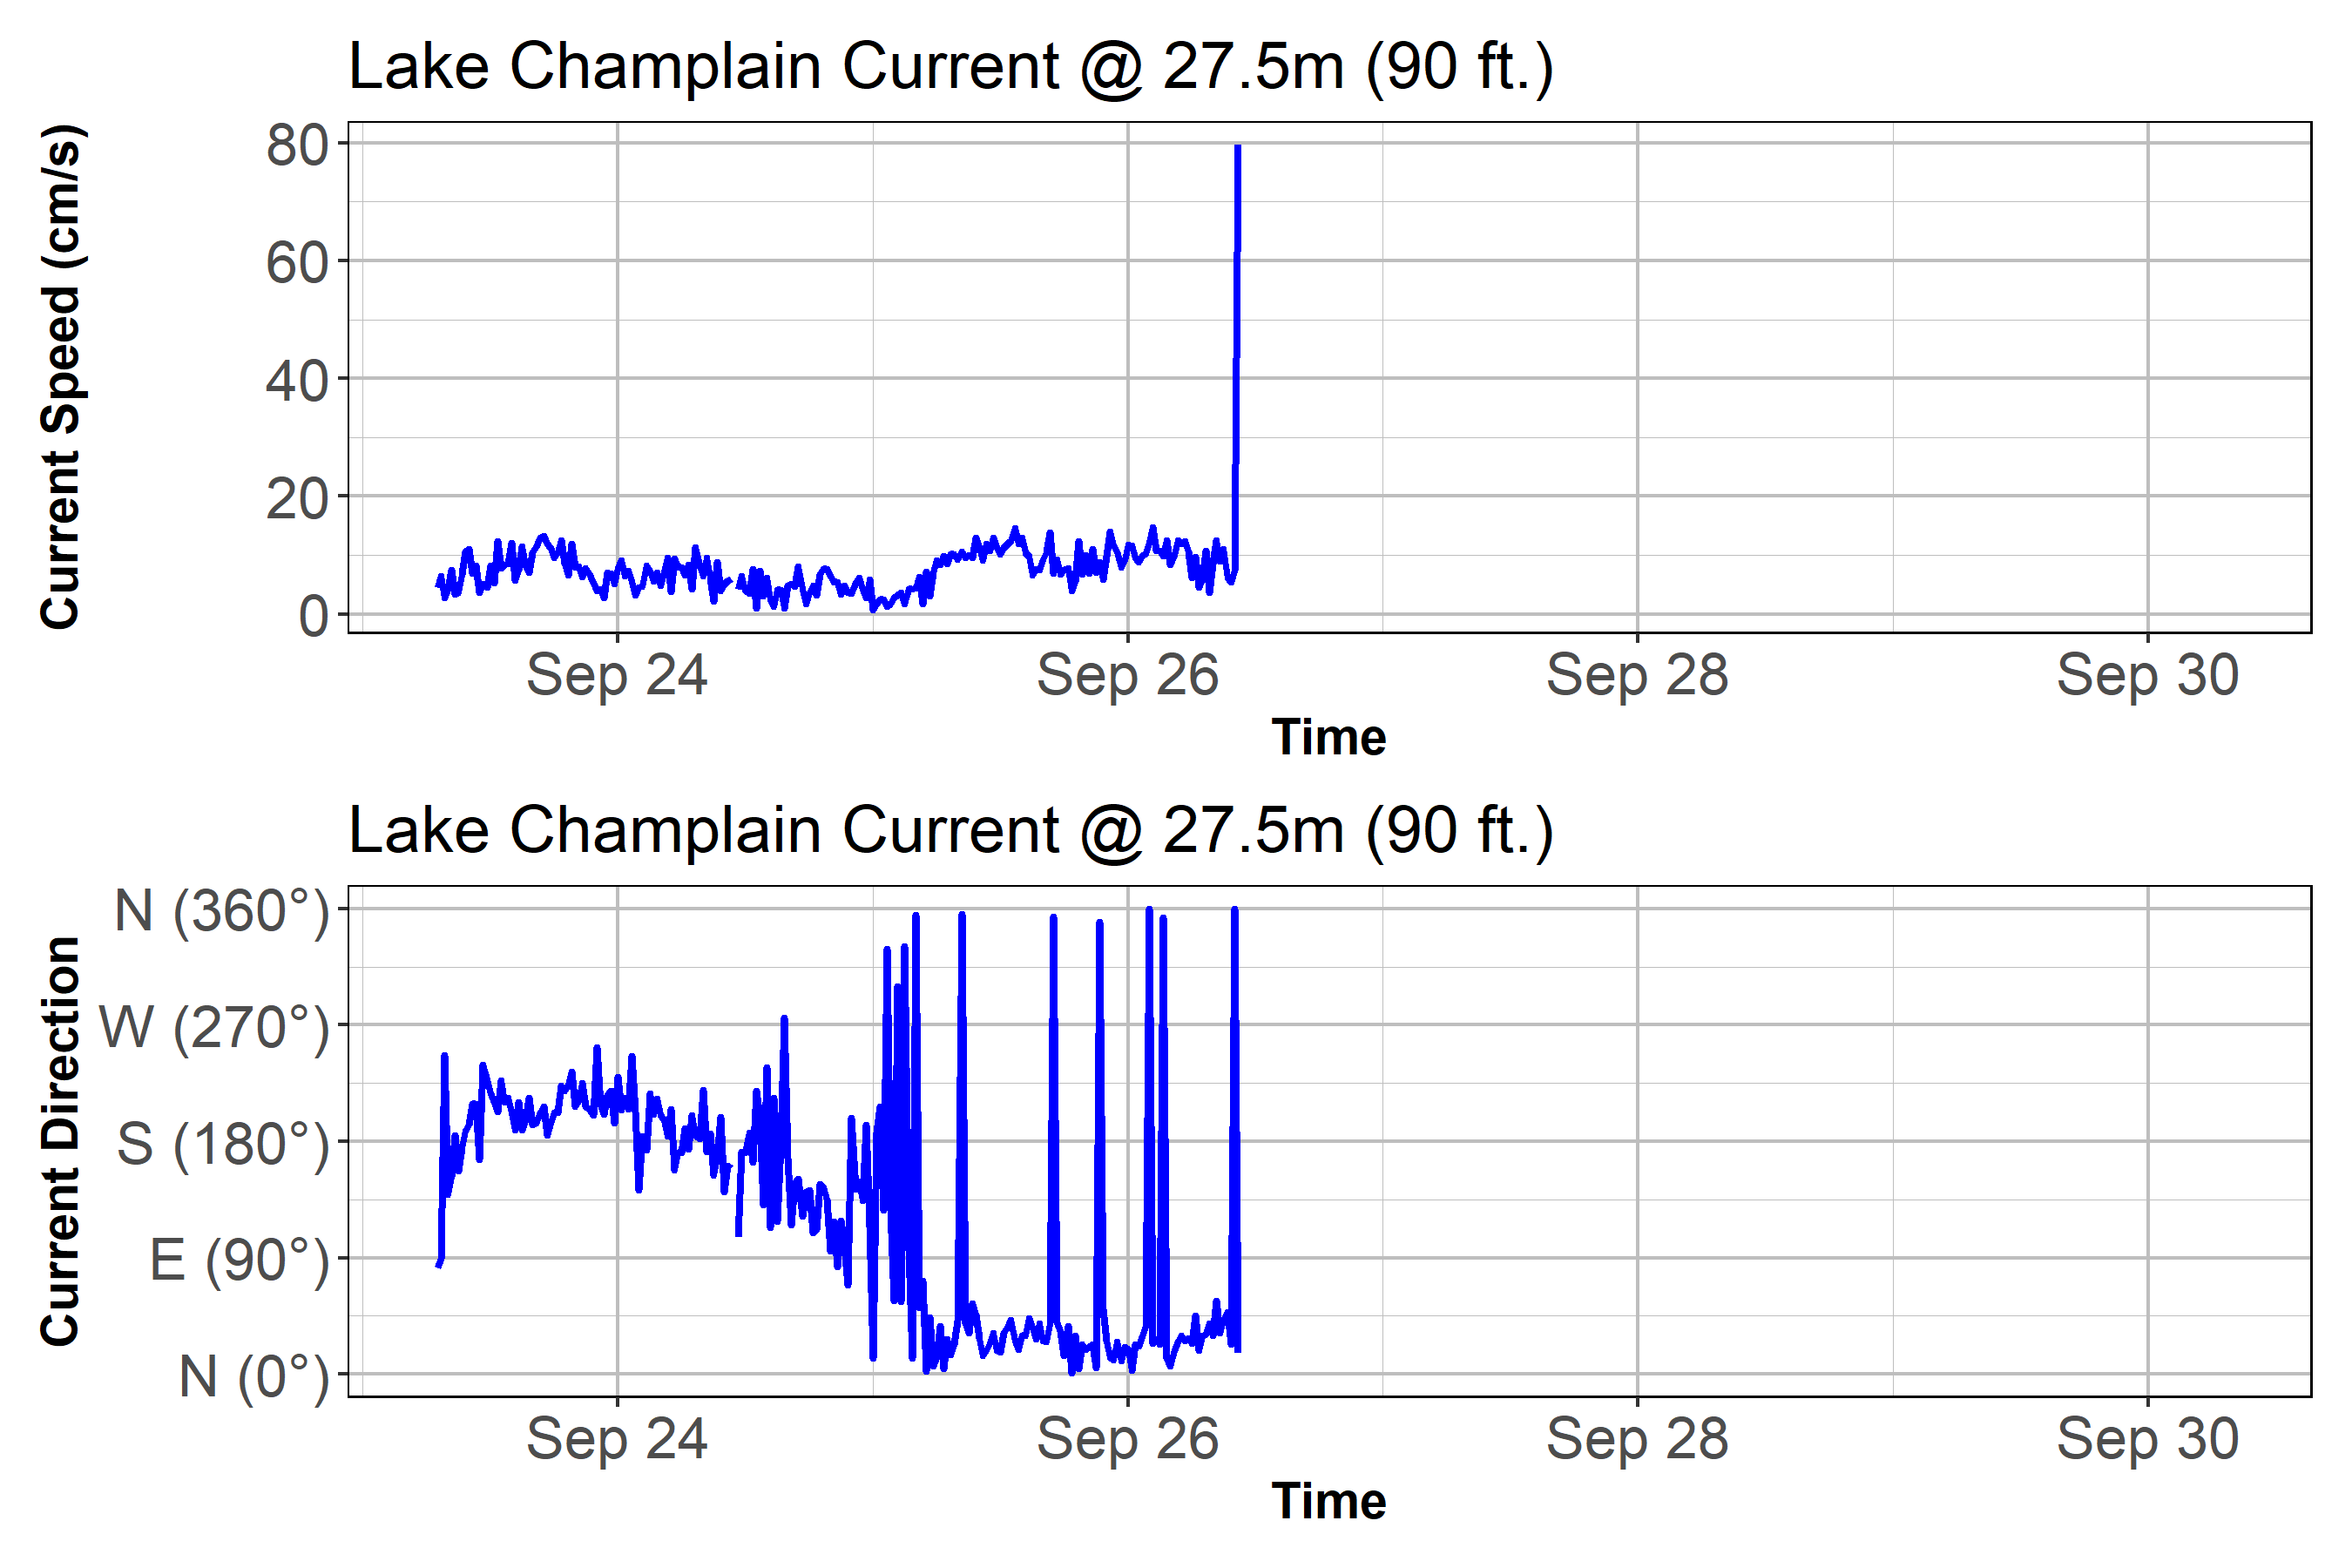 Lake Champlain Current @ 27.5m (90 ft.)
Current Speed (cm/s)
80
60
40
20
0
Sep 24 Sep 26 Sep 28 Sep 30
Time
Lake Champlain Current @ 27.5m (90 ft.)
Current Direction
N (360°)
W (270°)
S (180°)
E (90°)
N (0°)
Sep 24 Sep 26 Sep 28 Sep 30
Time